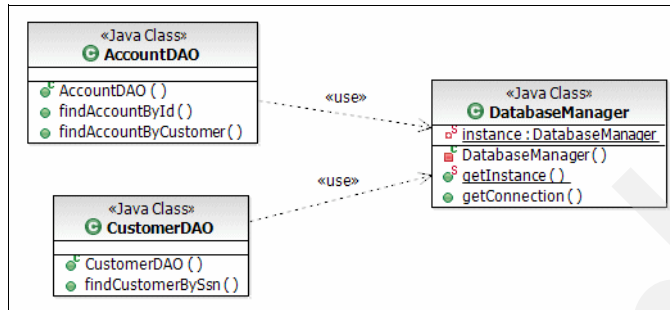 «Java Class»
AccountDAO
AccountDAO ( )
findAccountById ( )
findAccountByCustomer ( )
«use»
«Java Class»
DatabaseManager
instance : DatabaseManager
DatabaseManager ( )
getInstance ( )
getConnection ( )
«use»
«Java Class»
CustomerDAO
CustomerDAO ( )
findCustomerBySsn ( )